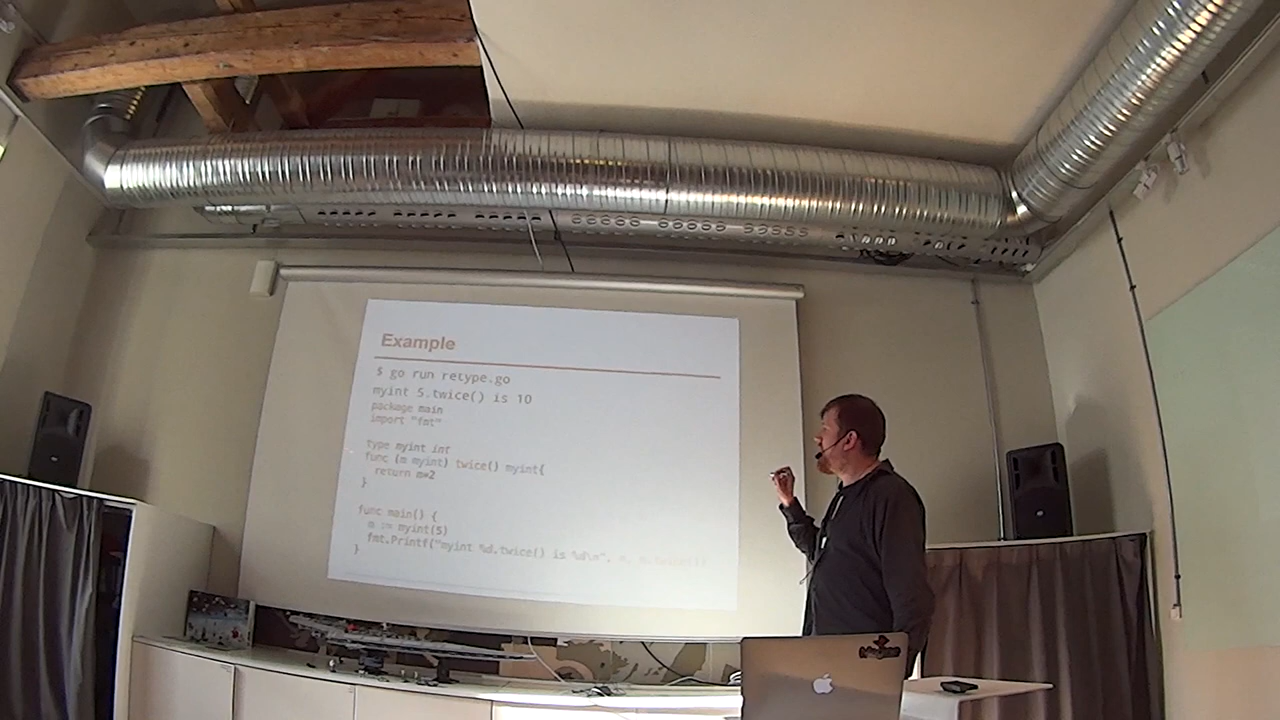 Example
$ go run retype.go
myint 5.twice() is 10
package main
import "fmt"
type myint int
func (m myint) twice() myint{
return m*2
}
func main() {
m := myint(5)
fmt.Printf("myint %d.twice() is %d\n", m, m.twice())
}